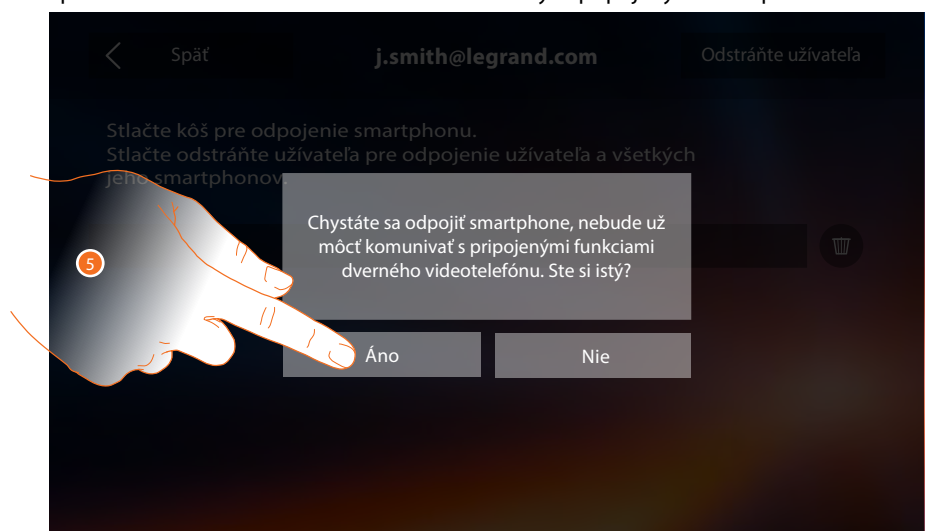 Späť
j.smith@legrand.com
Odstráňte užívateľa
Stlačte kôš pre odpojenie smartphonu.
Stlačte odstráňte užívateľa pre odpojenie užívateľa a všetkých
jeho smartphonov.
Chystáte sa odpojiť smartphone, nebude už
môcť komunivať s pripojenými funkciami
dverného videotelefónu. Ste si istý?
5
Áno
Nie